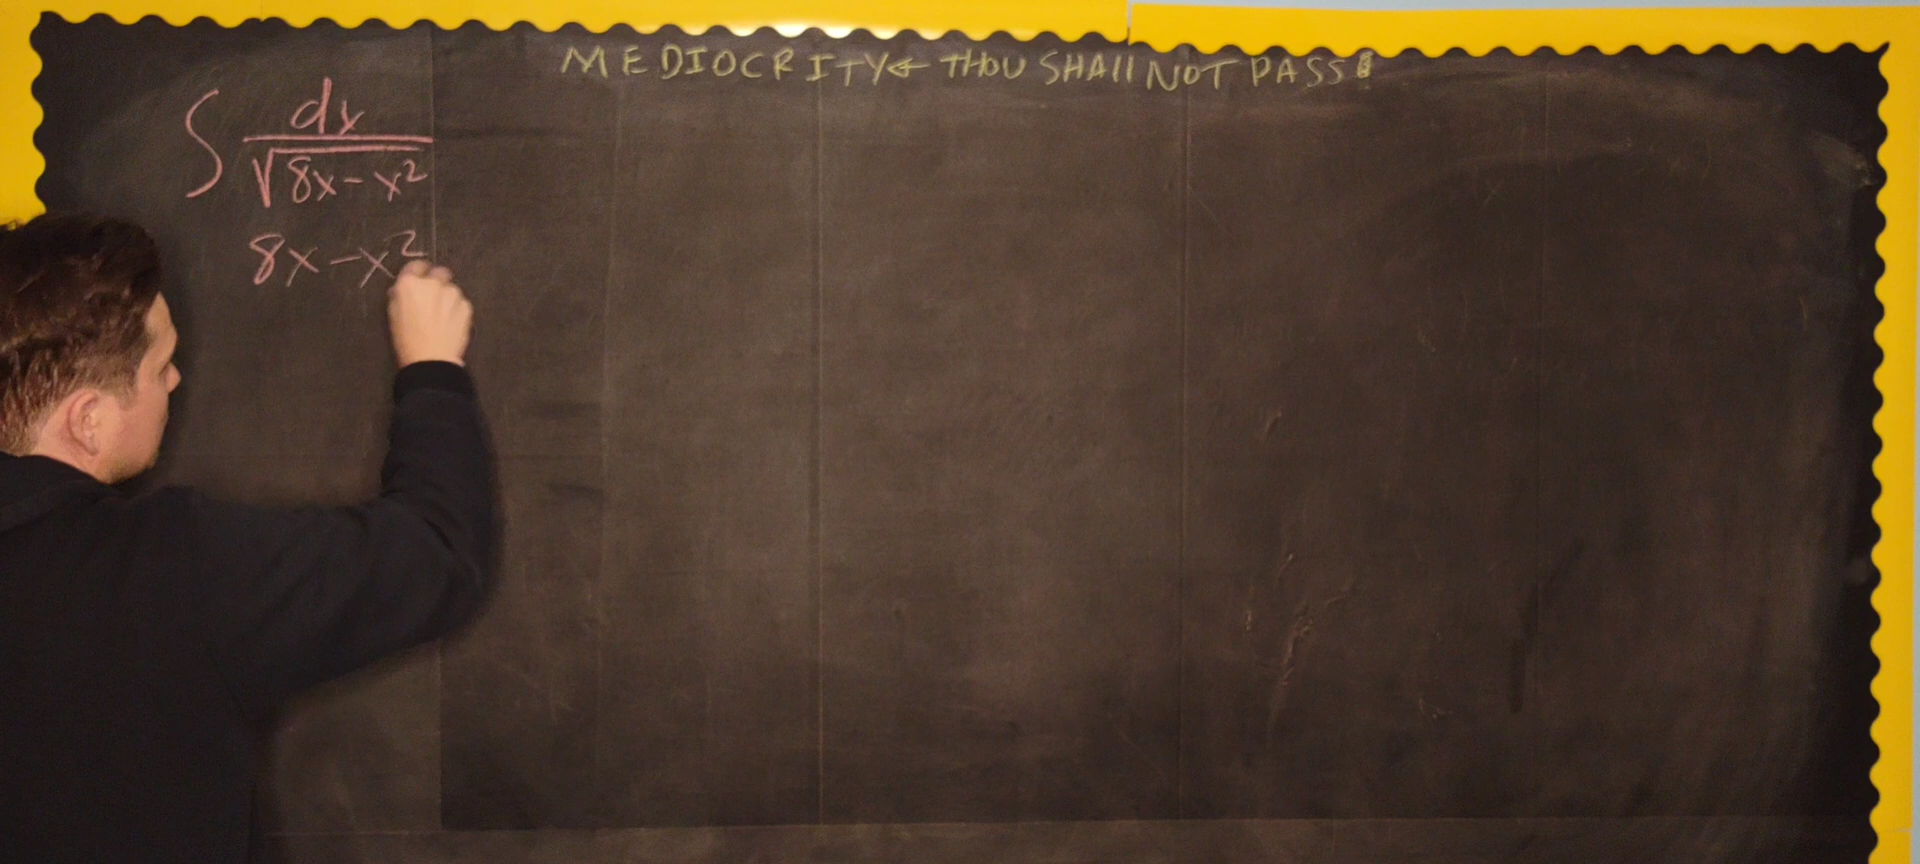 MEDIOCRITY← THOU SHAll NOT PASS!
∫ dx / √(8x-x²)
8x-x²